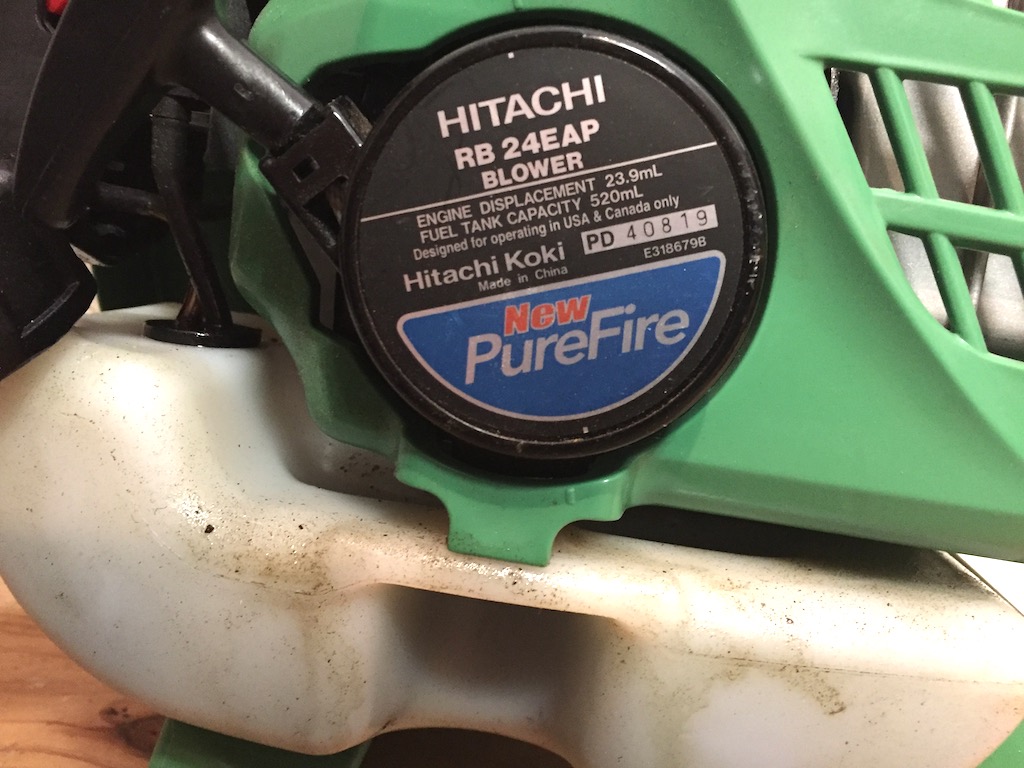 HITACHI
RB 24EAP
BLOWER
ENGINE DISPLACEMENT 23.9mL
FUEL TANK CAPACITY 520mL
Designed for operating in USA & Canada only
Hitachi Koki PD 40819
Made in China E318679B
New
PureFire